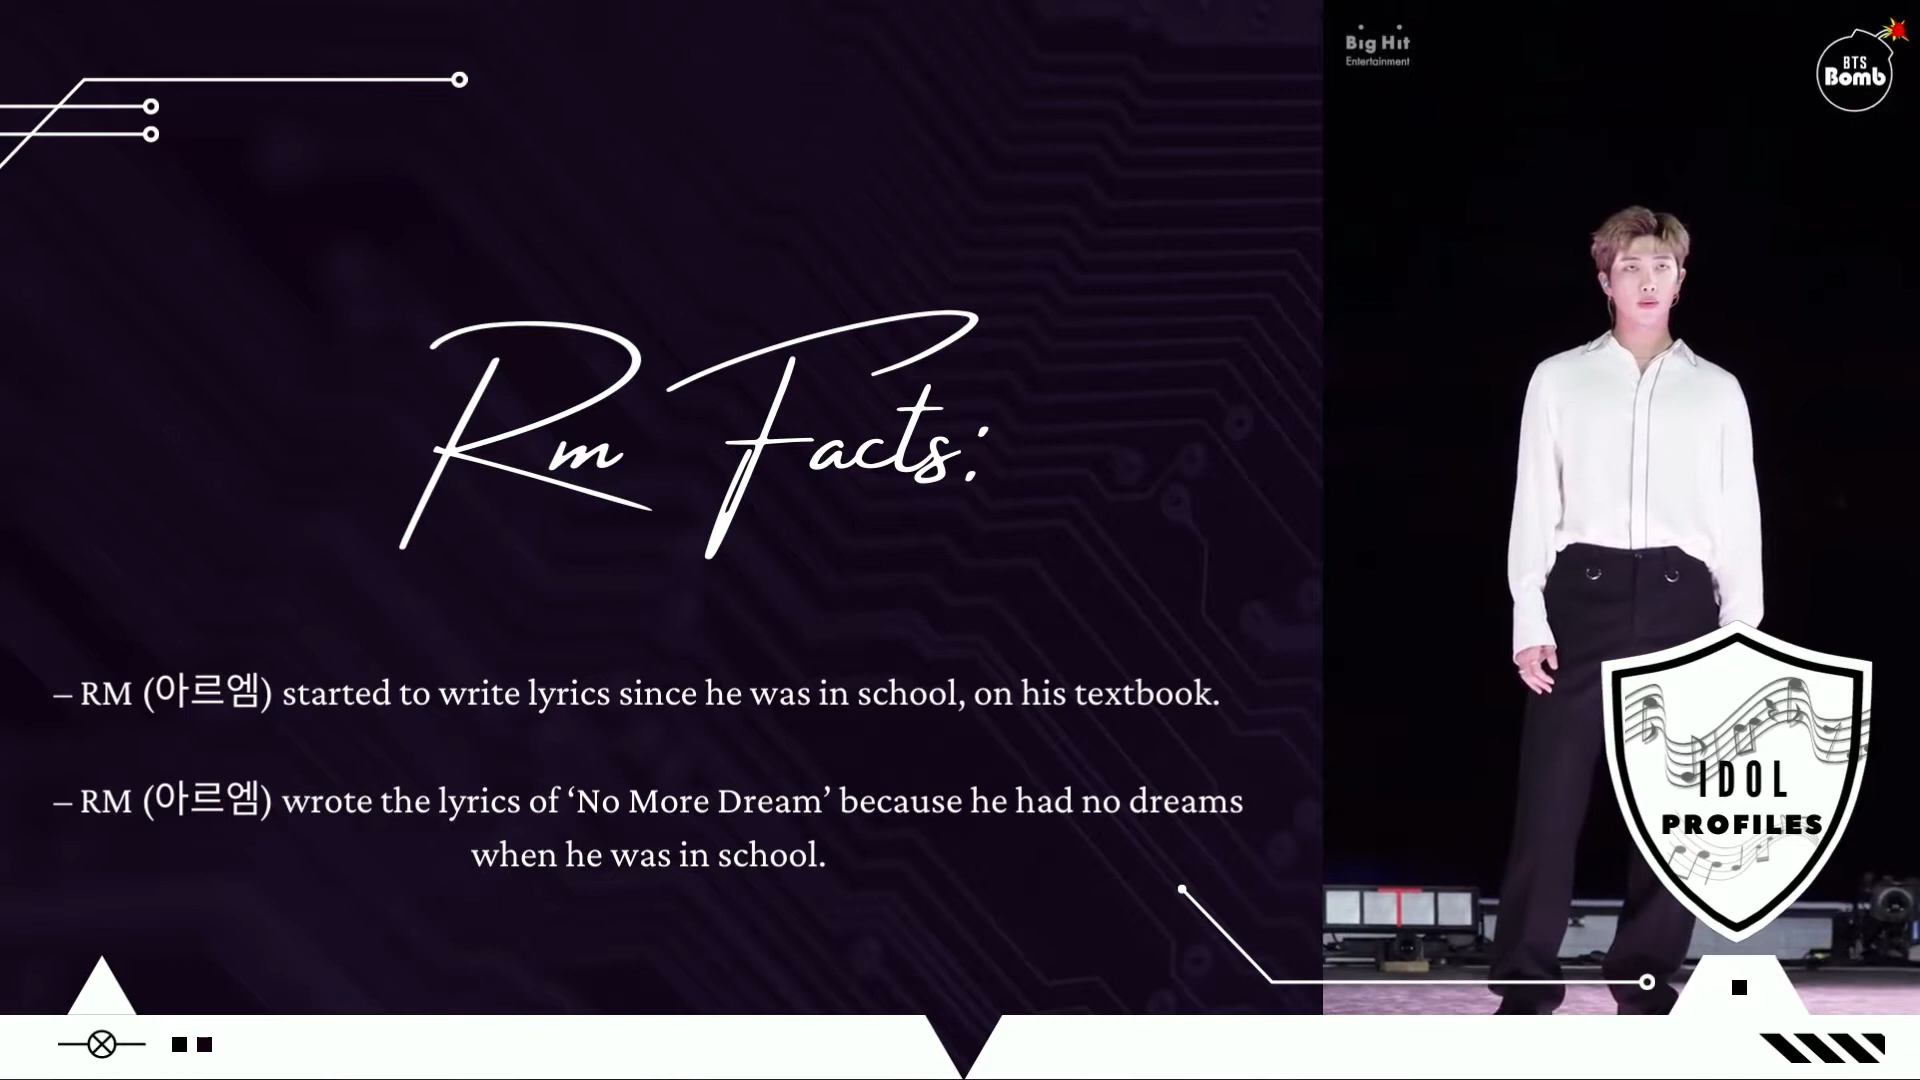 Big Hit
Entertainment
BTS
Bomb
Rm Facts:
– RM (아르엠) started to write lyrics since he was in school, on his textbook.
– RM (아르엠) wrote the lyrics of ‘No More Dream’ because he had no dreams
when he was in school.
IDOL
PROFILES